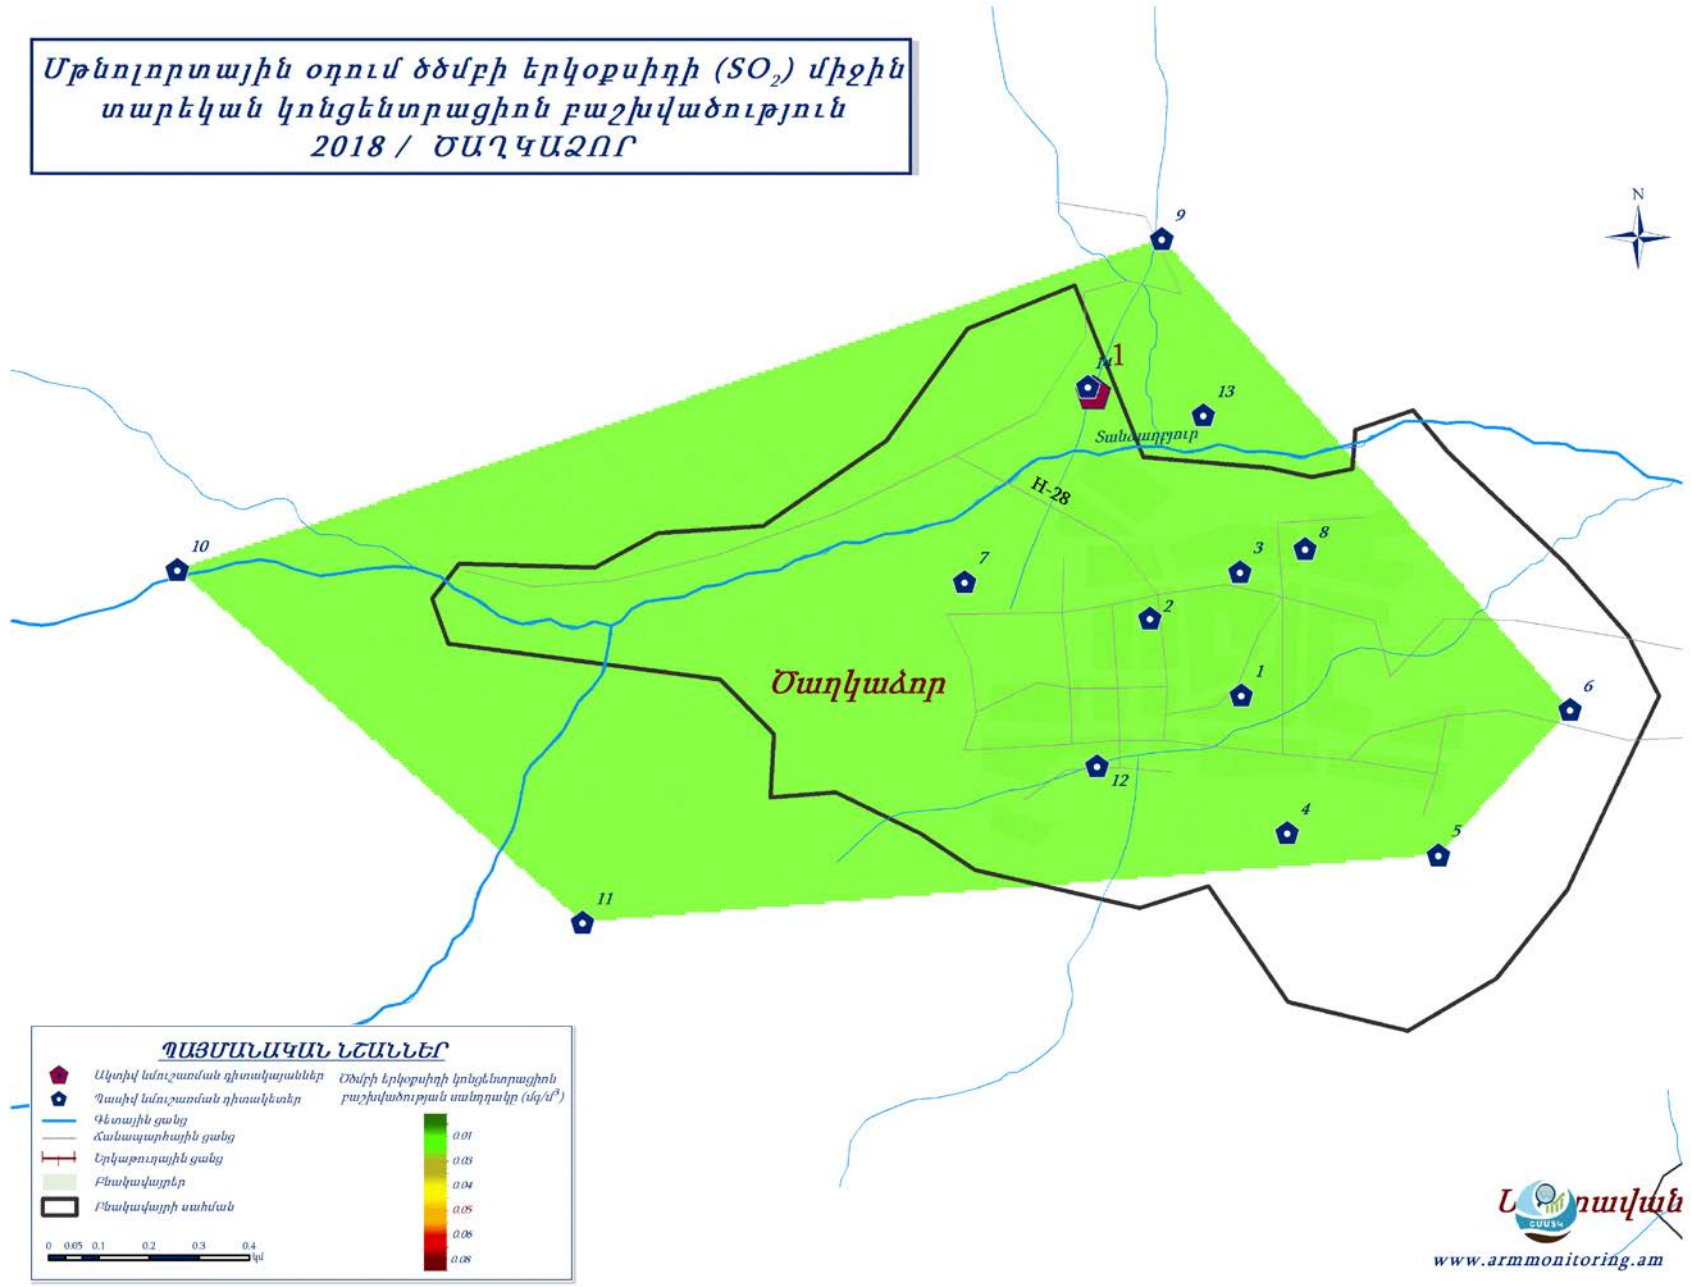 Մթնոլորտային օդում ծծմբի երկօքսիդի (SO₂) միջին
տարեկան կոնցենտրացիոն բաշխվածություն
2018 / ԾԱՂԿԱՁՈՐ
N
9
14
1
13
Տանձաղբյուր
H-28
10
7
3
8
2
Ծաղկաձոր
1
6
12
4
5
11
ՊԱՅՄԱՆԱԿԱՆ ՆՇԱՆՆԵՐ
Ակտիվ նմուշառման դիտակայաններ
Պասիվ նմուշառման դիտակետեր
Գետային ցանց
Ճանապարհային ցանց
Երկաթուղային ցանց
Բնակավայրեր
Բնակավայրի սահման
Ծծմբի երկօքսիդի կոնցենտրացիոն
բաշխվածության սանդղակը (մգ/մ³)
0.01
0.03
0.04
0.05
0.06
0.08
0 0.05 0.1 0.2 0.3 0.4
կմ
ՇՄՄՏԿ
www.armmonitoring.am